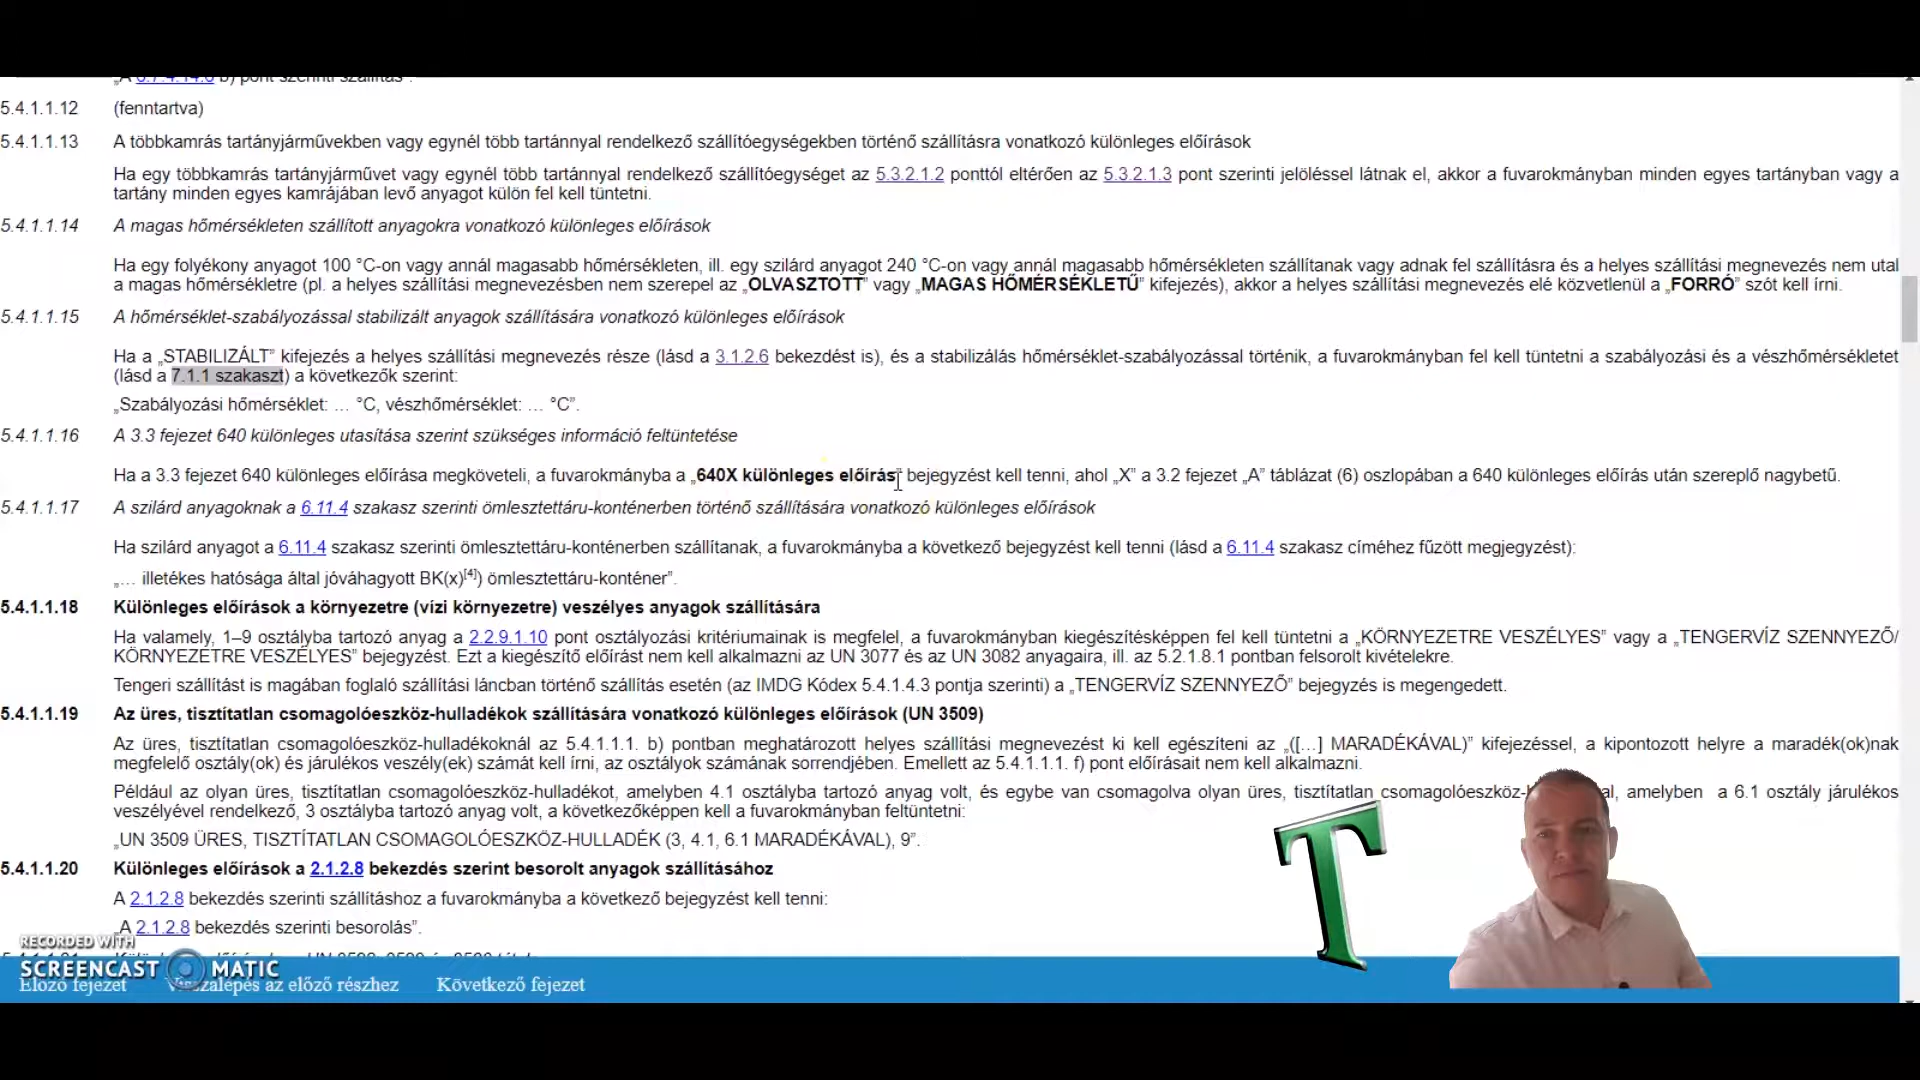 „A 6.7.4.14.6 b) pont szerinti szállítás”.
5.4.1.1.12 (fenntartva)
5.4.1.1.13 A többkamrás tartányjárművekben vagy egynél több tartánnyal rendelkező szállítóegységekben történő szállításra vonatkozó különleges előírások
Ha egy többkamrás tartányjárművet vagy egynél több tartánnyal rendelkező szállítóegységet az 5.3.2.1.2 ponttól eltérően az 5.3.2.1.3 pont szerinti jelöléssel látnak el, akkor a fuvarokmányban minden egyes tartányban vagy a
tartány minden egyes kamrájában levő anyagot külön fel kell tüntetni.
5.4.1.1.14 A magas hőmérsékleten szállított anyagokra vonatkozó különleges előírások
Ha egy folyékony anyagot 100 °C-on vagy annál magasabb hőmérsékleten, ill. egy szilárd anyagot 240 °C-on vagy annál magasabb hőmérsékleten szállítanak vagy adnak fel szállításra és a helyes szállítási megnevezés nem utal
a magas hőmérsékletre (pl. a helyes szállítási megnevezésben nem szerepel az „OLVASZTOTT” vagy „MAGAS HŐMÉRSÉKLETŰ” kifejezés), akkor a helyes szállítási megnevezés elé közvetlenül a „FORRÓ” szót kell írni.
5.4.1.1.15 A hőmérséklet-szabályozással stabilizált anyagok szállítására vonatkozó különleges előírások
Ha a „STABILIZÁLT” kifejezés a helyes szállítási megnevezés része (lásd a 3.1.2.6 bekezdést is), és a stabilizálás hőmérséklet-szabályozással történik, a fuvarokmányban fel kell tüntetni a szabályozási és a vészhőmérsékletet
(lásd a 7.1.1 szakaszt) a következők szerint:
„Szabályozási hőmérséklet: … °C, vészhőmérséklet: … °C”.
5.4.1.1.16 A 3.3 fejezet 640 különleges utasítása szerint szükséges információ feltüntetése
Ha a 3.3 fejezet 640 különleges előírása megköveteli, a fuvarokmányba a „640X különleges előírás” bejegyzést kell tenni, ahol „X” a 3.2 fejezet „A” táblázat (6) oszlopában a 640 különleges előírás után szereplő nagybetű.
5.4.1.1.17 A szilárd anyagoknak a 6.11.4 szakasz szerinti ömlesztettáru-konténerben történő szállítására vonatkozó különleges előírások
Ha szilárd anyagot a 6.11.4 szakasz szerinti ömlesztettáru-konténerben szállítanak, a fuvarokmányba a következő bejegyzést kell tenni (lásd a 6.11.4 szakasz címéhez fűzött megjegyzést):
„… illetékes hatósága által jóváhagyott BK(x)[4]) ömlesztettáru-konténer”.
5.4.1.1.18 Különleges előírások a környezetre (vízi környezetre) veszélyes anyagok szállítására
Ha valamely, 1–9 osztályba tartozó anyag a 2.2.9.1.10 pont osztályozási kritériumainak is megfelel, a fuvarokmányban kiegészítésképpen fel kell tüntetni a „KÖRNYEZETRE VESZÉLYES” vagy a „TENGERVÍZ SZENNYEZŐ/
KÖRNYEZETRE VESZÉLYES” bejegyzést. Ezt a kiegészítő előírást nem kell alkalmazni az UN 3077 és az UN 3082 anyagaira, ill. az 5.2.1.8.1 pontban felsorolt kivételekre.
Tengeri szállítást is magában foglaló szállítási láncban történő szállítás esetén (az IMDG Kódex 5.4.1.4.3 pontja szerinti) a „TENGERVÍZ SZENNYEZŐ” bejegyzés is megengedett.
5.4.1.1.19 Az üres, tisztítatlan csomagolóeszköz-hulladékok szállítására vonatkozó különleges előírások (UN 3509)
Az üres, tisztítatlan csomagolóeszköz-hulladékoknál az 5.4.1.1.1. b) pontban meghatározott helyes szállítási megnevezést ki kell egészíteni az „([…] MARADÉKÁVAL)” kifejezéssel, a kipontozott helyre a maradék(ok)nak
megfelelő osztály(ok) és járulékos veszély(ek) számát kell írni, az osztályok számának sorrendjében. Emellett az 5.4.1.1.1. f) pont előírásait nem kell alkalmazni.
Például az olyan üres, tisztítatlan csomagolóeszköz-hulladékot, amelyben 4.1 osztályba tartozó anyag volt, és egybe van csomagolva olyan üres, tisztítatlan csomagolóeszköz- amelyben a 6.1 osztály járulékos
veszélyével rendelkező, 3 osztályba tartozó anyag volt, a következőképpen kell a fuvarokmányban feltüntetni:
„UN 3509 ÜRES, TISZTÍTATLAN CSOMAGOLÓESZKÖZ-HULLADÉK (3, 4.1, 6.1 MARADÉKÁVAL), 9”.
5.4.1.1.20 Különleges előírások a 2.1.2.8 bekezdés szerint besorolt anyagok szállításához
A 2.1.2.8 bekezdés szerinti szállításhoz a fuvarokmányba a következő bejegyzést kell tenni:
„A 2.1.2.8 bekezdés szerinti besorolás”.
RECORDED WITH
SCREENCAST MATIC
Előző fejezet Visszalépés az előző részhez Következő fejezet
T